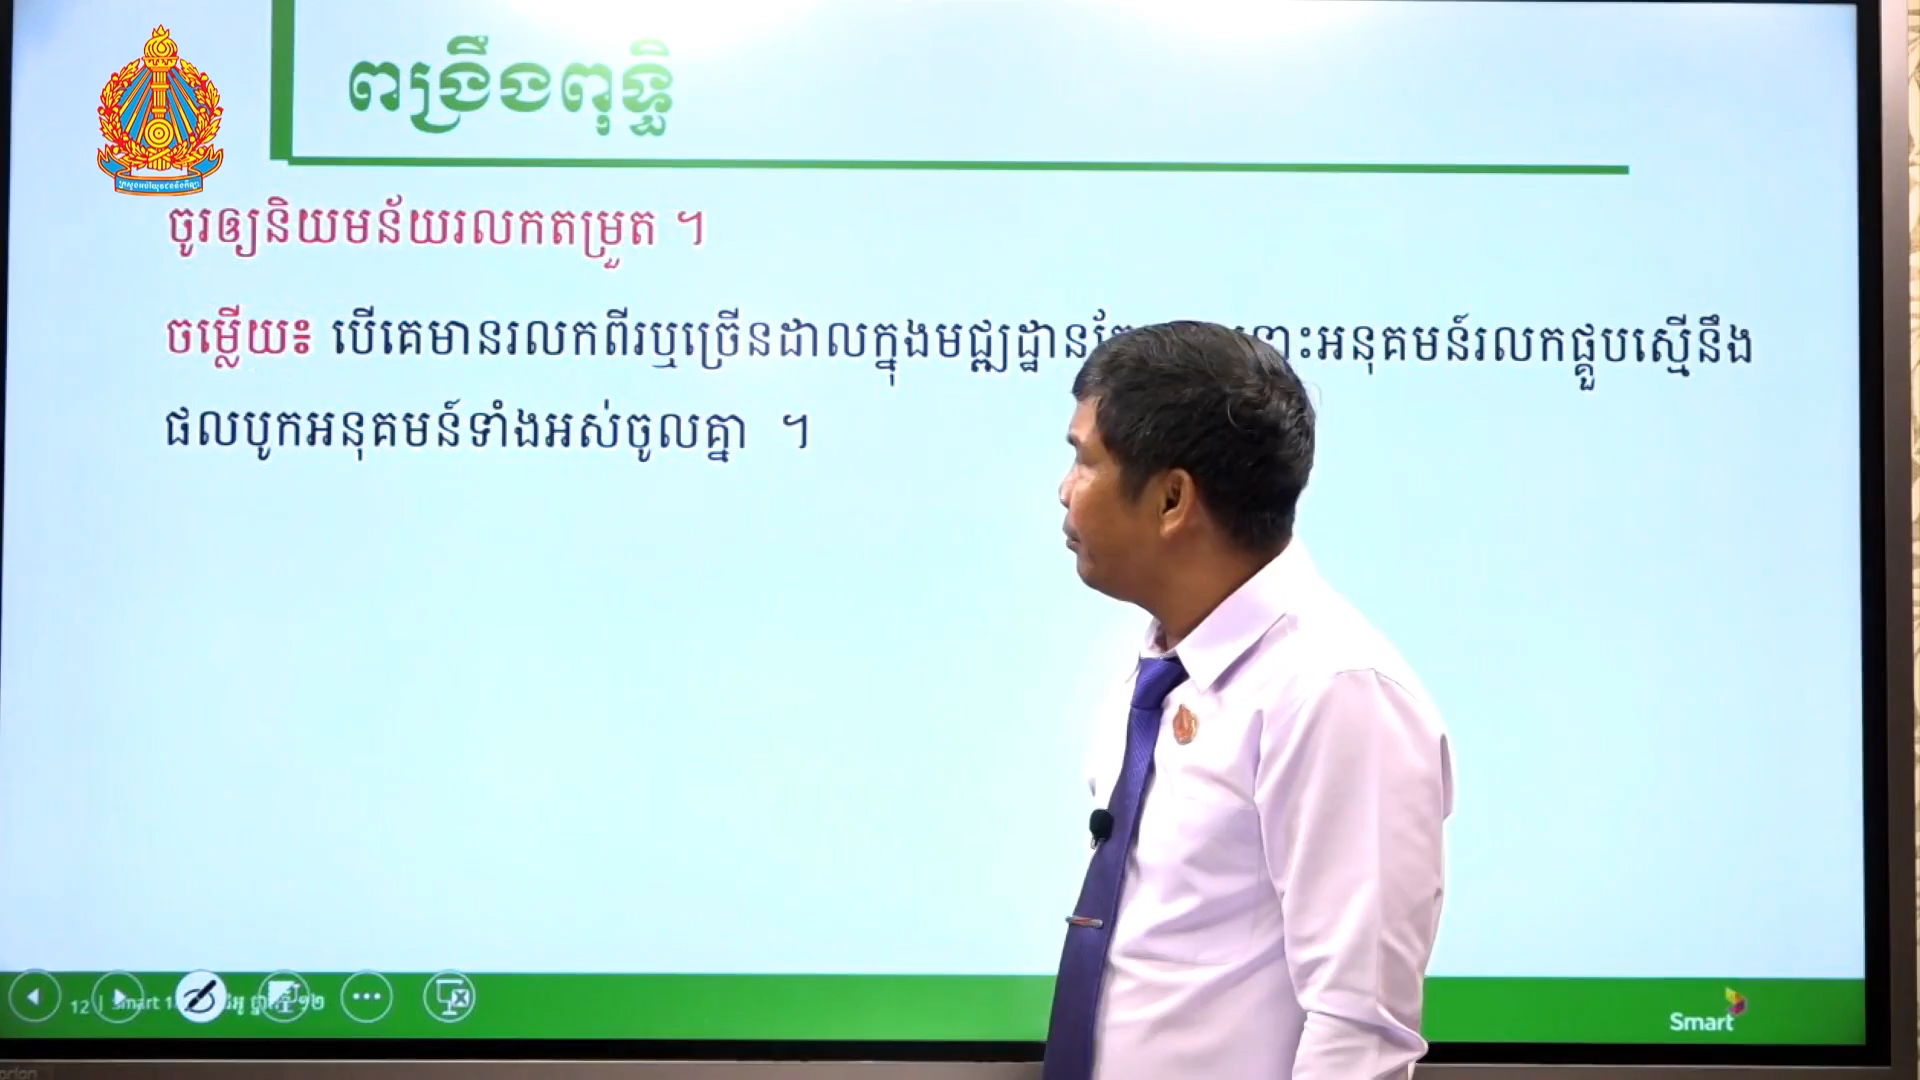 ពង្រឹងពុទ្ធិ
ចូរឲ្យនិយមន័យរលកតម្រួត ។
ចម្លើយ៖ បើគេមានរលកពីរឬច្រើនដាលក្នុងមជ្ឈដ្ឋាន អនុគមន៍រលកផ្គួបស្មើនឹង
ផលបូកអនុគមន៍ទាំងអស់ចូលគ្នា ។
12 | Smart
Smart